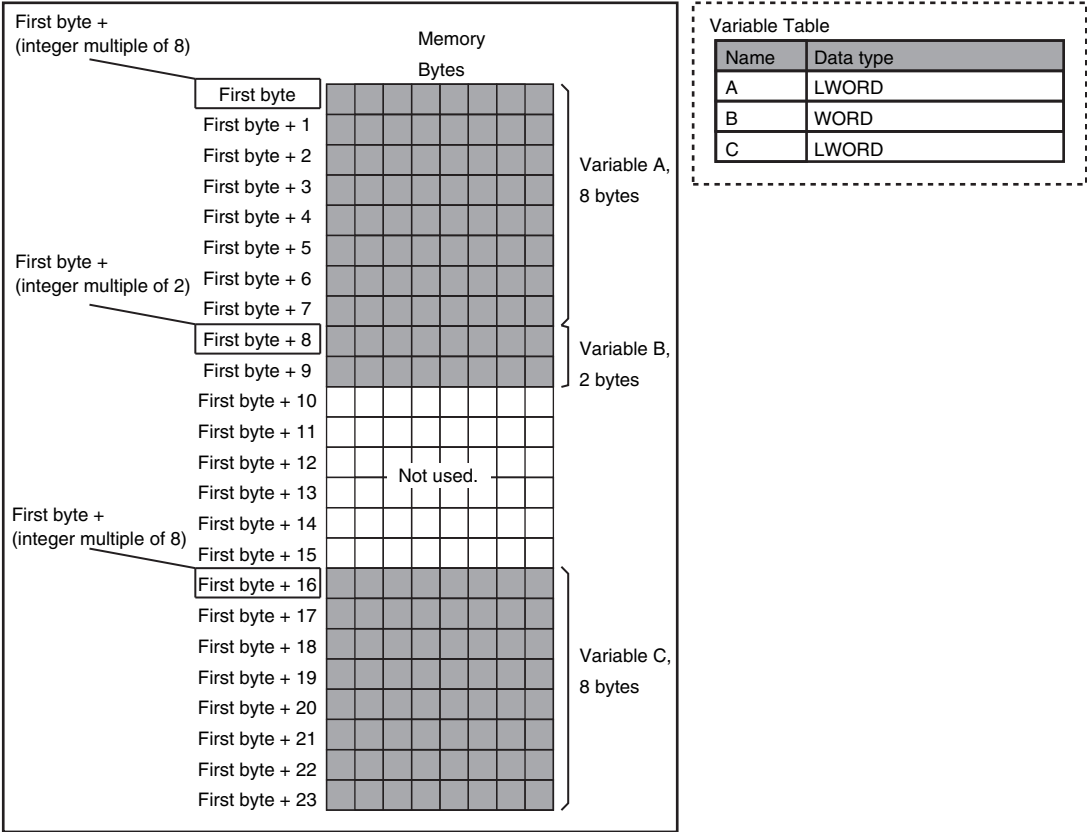 First byte +
(integer multiple of 8)
Memory
Bytes
First byte
First byte + 1
First byte + 2
First byte + 3
First byte + 4
First byte + 5
First byte + 6
First byte + 7
Variable A,
8 bytes
First byte +
(integer multiple of 2)
First byte + 8
First byte + 9
Variable B,
2 bytes
First byte + 10
First byte + 11
First byte + 12
First byte + 13
First byte + 14
First byte + 15
Not used.
First byte +
(integer multiple of 8)
First byte + 16
First byte + 17
First byte + 18
First byte + 19
First byte + 20
First byte + 21
First byte + 22
First byte + 23
Variable C,
8 bytes
Variable Table
Name Data type
A LWORD
B WORD
C LWORD